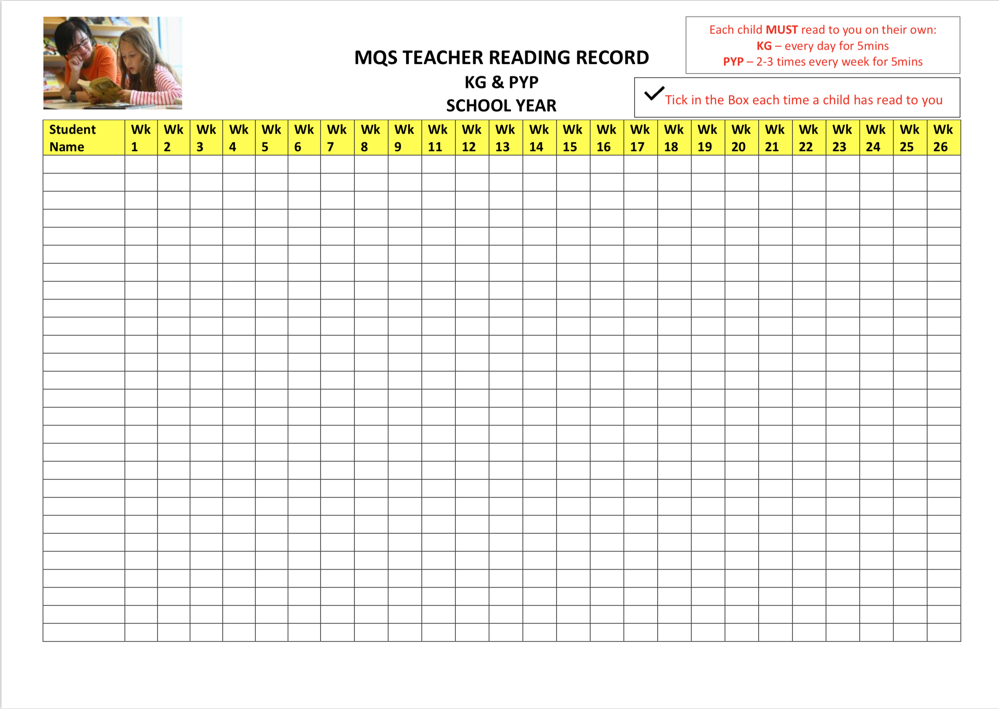 Each child MUST read to you on their own:
KG – every day for 5mins
PYP – 2-3 times every week for 5mins
MQS TEACHER READING RECORD
KG & PYP
SCHOOL YEAR
✓Tick in the Box each time a child has read to you
Student Wk Wk Wk Wk Wk Wk Wk Wk Wk Wk Wk Wk Wk Wk Wk Wk Wk Wk Wk Wk Wk Wk Wk Wk Wk
Name 1 2 3 4 5 6 7 8 9 11 12 13 14 15 16 17 18 19 20 21 22 23 24 25 26